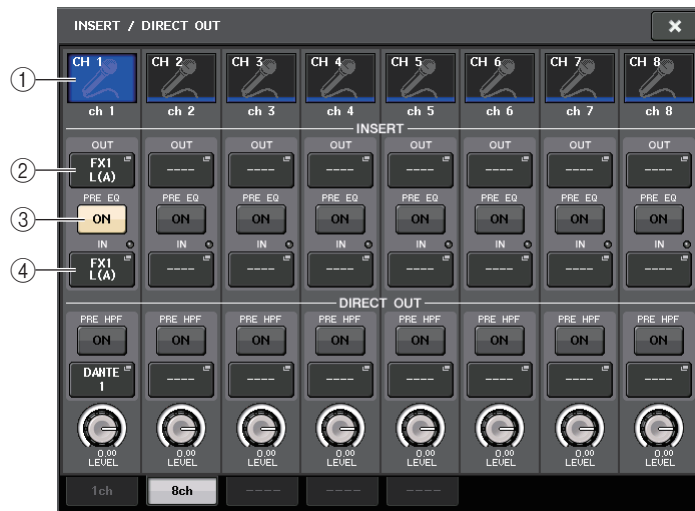 INSERT / DIRECT OUT ×
CH 1 CH 2 CH 3 CH 4 CH 5 CH 6 CH 7 CH 8
① ch 1 ch 2 ch 3 ch 4 ch 5 ch 6 ch 7 ch 8
INSERT
OUT OUT OUT OUT OUT OUT OUT OUT
② FX1 L(A) ---- ---- ---- ---- ---- ---- ----
PRE EQ PRE EQ PRE EQ PRE EQ PRE EQ PRE EQ PRE EQ PRE EQ
③ ON ON ON ON ON ON ON ON
IN IN IN IN IN IN IN IN
④ FX1 L(A) ---- ---- ---- ---- ---- ---- ----
DIRECT OUT
PRE HPF PRE HPF PRE HPF PRE HPF PRE HPF PRE HPF PRE HPF PRE HPF
ON ON ON ON ON ON ON ON
DANTE 1 ---- ---- ---- ---- ---- ---- ----
0.00 0.00 0.00 0.00 0.00 0.00 0.00 0.00
LEVEL LEVEL LEVEL LEVEL LEVEL LEVEL LEVEL LEVEL
1ch 8ch ---- ---- ----